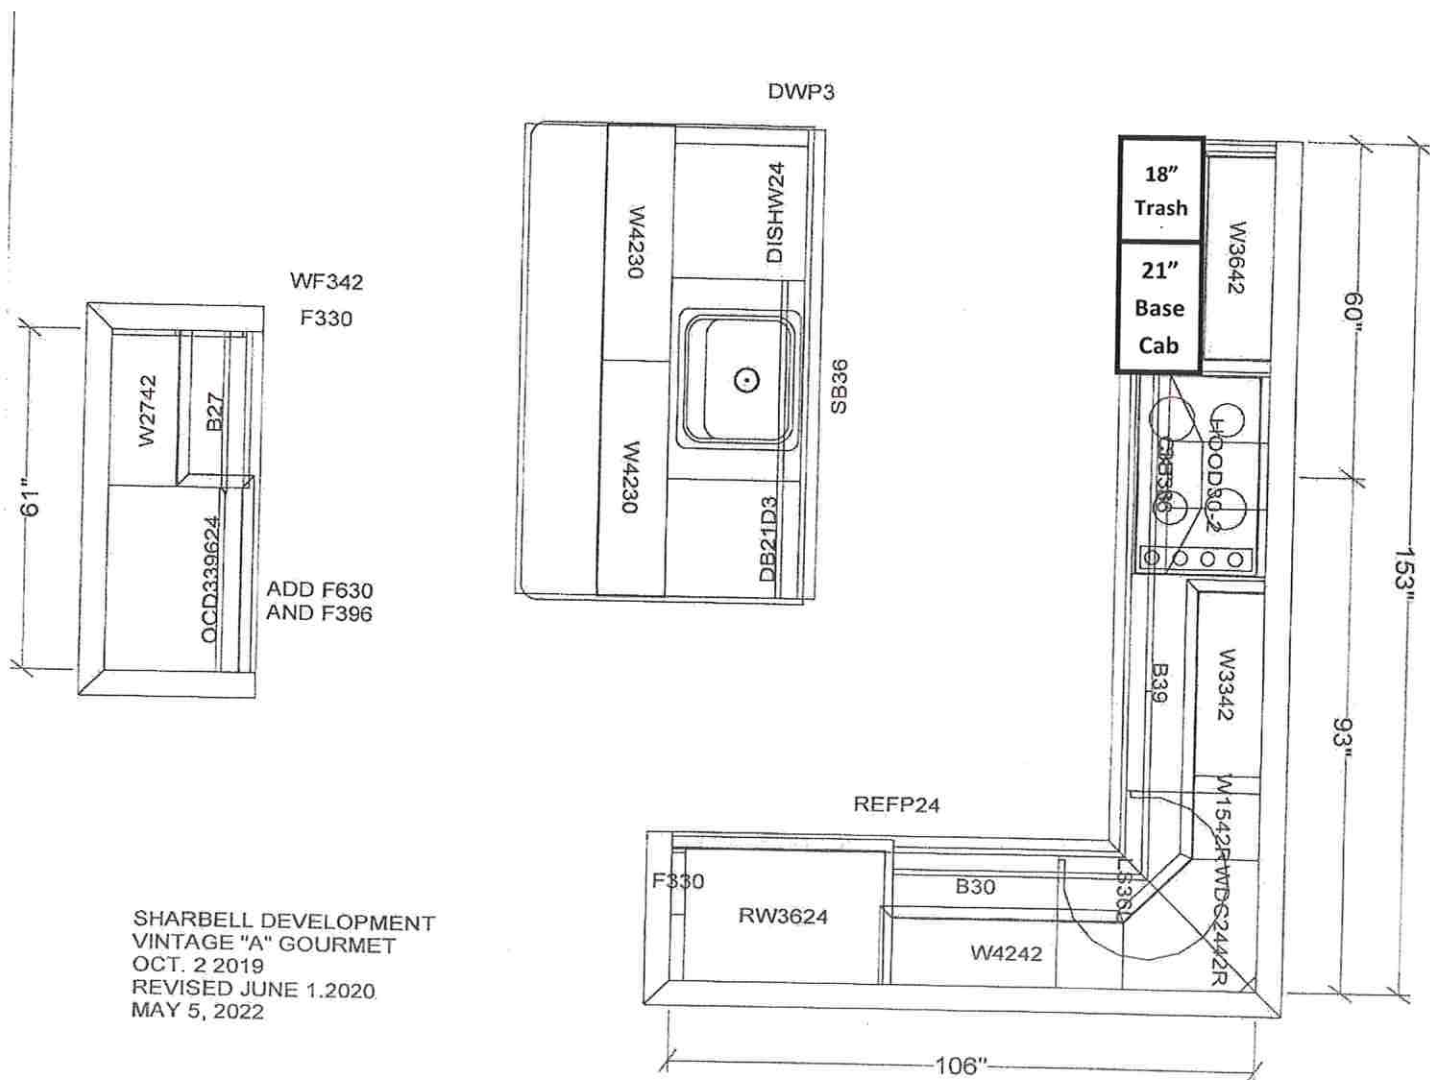 DWP3
18"
Trash
21"
Base
Cab
W3642
60"
153"
W4230
DISHW24
WF342
F330
W2742
B27
61"
OCD339624
ADD F630
AND F396
W4230
SB36
DB21D3
HOOD30-2
B39
W3342
93"
W1542R
WDC2442R
REFP24
F330
RW3624
B30
W4242
106"
SHARBELL DEVELOPMENT
VINTAGE "A" GOURMET
OCT. 2 2019
REVISED JUNE 1.2020
MAY 5, 2022